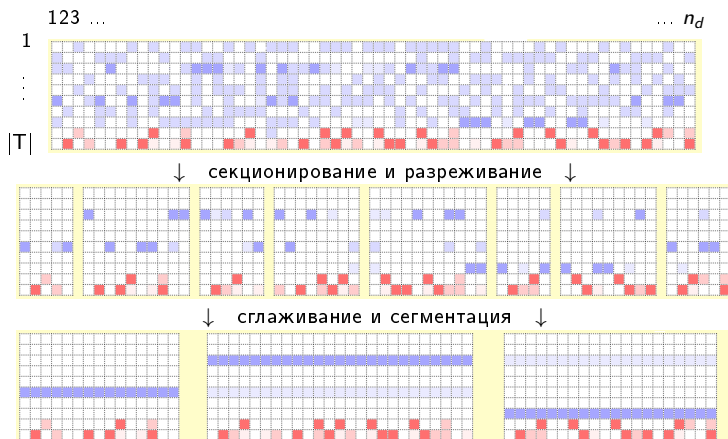 123 ... ... n_d
1
⋮
|T|
↓ секционирование и разреживание ↓
↓ сглаживание и сегментация ↓